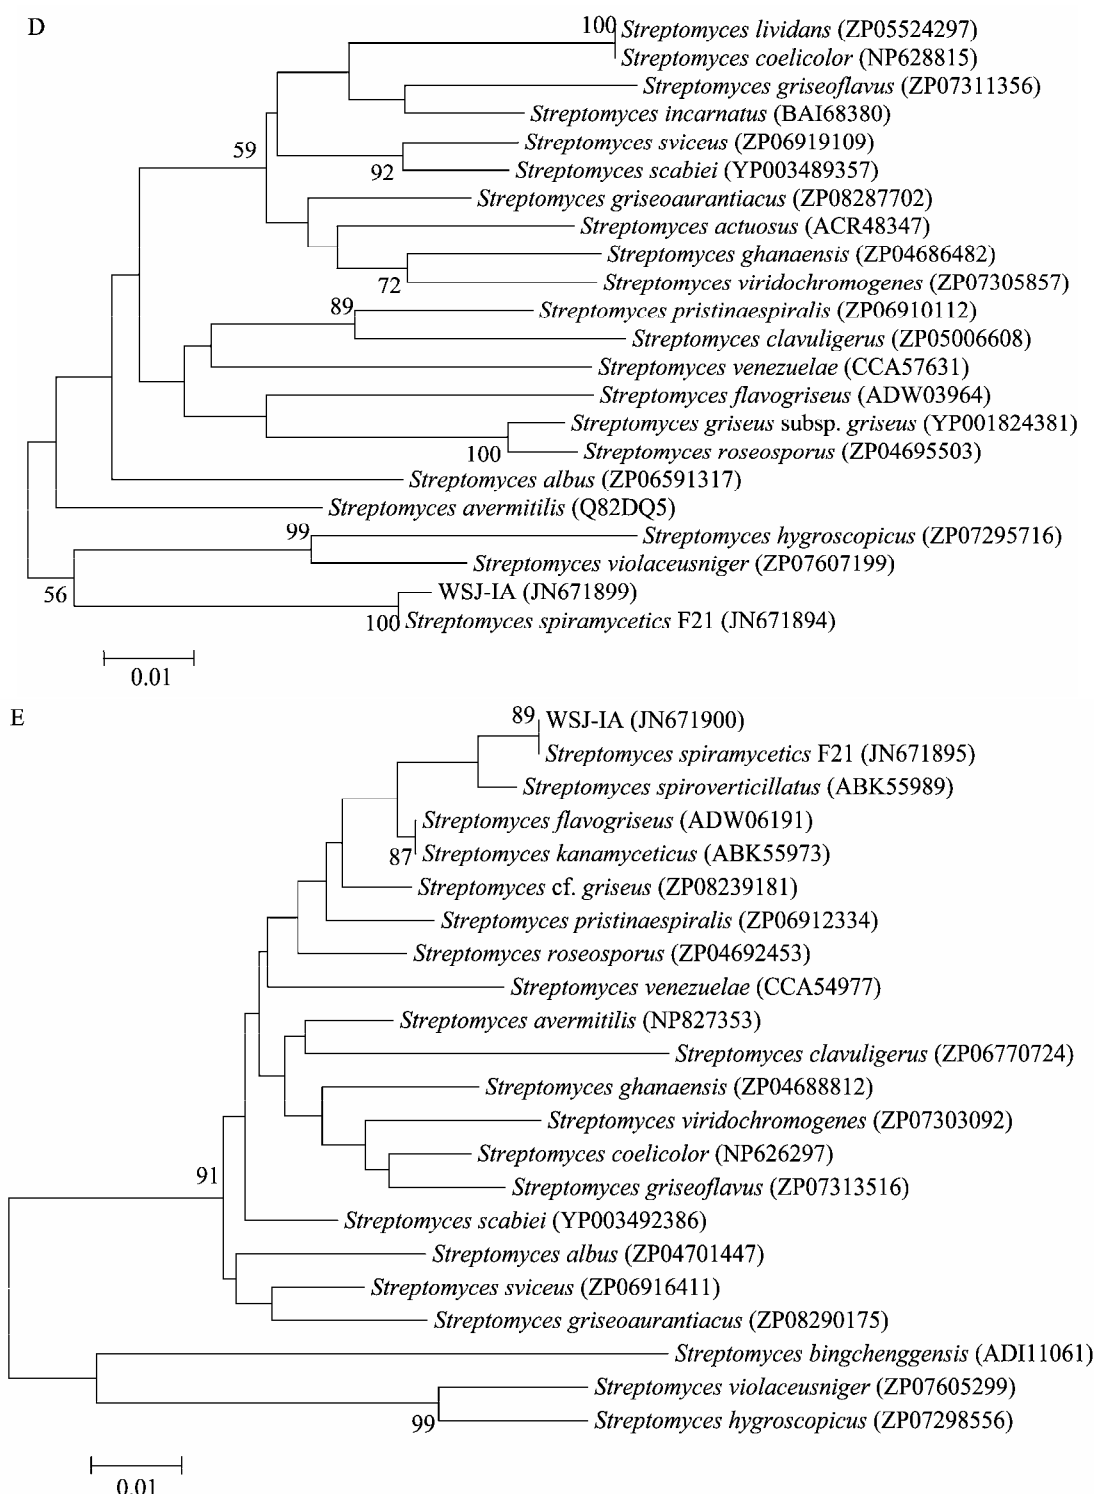 D
100 Streptomyces lividans (ZP05524297)
Streptomyces coelicolor (NP628815)
Streptomyces griseoflavus (ZP07311356)
Streptomyces incarnatus (BAI68380)
Streptomyces sviceus (ZP06919109)
59
92 Streptomyces scabiei (YP003489357)
Streptomyces griseoaurantiacus (ZP08287702)
Streptomyces actuosus (ACR48347)
Streptomyces ghanaensis (ZP04686482)
72 Streptomyces viridochromogenes (ZP07305857)
89 Streptomyces pristinaespiralis (ZP06910112)
Streptomyces clavuligerus (ZP05006608)
Streptomyces venezuelae (CCA57631)
Streptomyces flavogriseus (ADW03964)
Streptomyces griseus subsp. griseus (YP001824381)
100 Streptomyces roseosporus (ZP04695503)
Streptomyces albus (ZP06591317)
Streptomyces avermitilis (Q82DQ5)
99 Streptomyces hygroscopicus (ZP07295716)
Streptomyces violaceusniger (ZP07607199)
56 WSJ-IA (JN671899)
100 Streptomyces spiramycetics F21 (JN671894)
0.01
E
89 WSJ-IA (JN671900)
Streptomyces spiramycetics F21 (JN671895)
Streptomyces spiroverticillatus (ABK55989)
Streptomyces flavogriseus (ADW06191)
87 Streptomyces kanamyceticus (ABK55973)
Streptomyces cf. griseus (ZP08239181)
Streptomyces pristinaespiralis (ZP06912334)
Streptomyces roseosporus (ZP04692453)
Streptomyces venezuelae (CCA54977)
Streptomyces avermitilis (NP827353)
Streptomyces clavuligerus (ZP06770724)
Streptomyces ghanaensis (ZP04688812)
Streptomyces viridochromogenes (ZP07303092)
Streptomyces coelicolor (NP626297)
91
Streptomyces griseoflavus (ZP07313516)
Streptomyces scabiei (YP003492386)
Streptomyces albus (ZP04701447)
Streptomyces sviceus (ZP06916411)
Streptomyces griseoaurantiacus (ZP08290175)
Streptomyces bingchenggensis (ADI11061)
Streptomyces violaceusniger (ZP07605299)
99 Streptomyces hygroscopicus (ZP07298556)
0.01